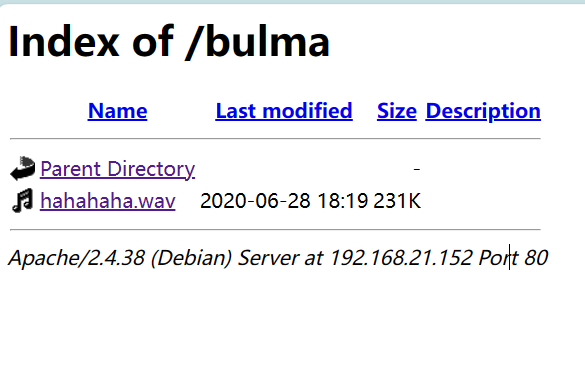 Index of /bulma
Name Last modified Size Description
Parent Directory -
hahahaha.wav 2020-06-28 18:19 231K
Apache/2.4.38 (Debian) Server at 192.168.21.152 Port 80